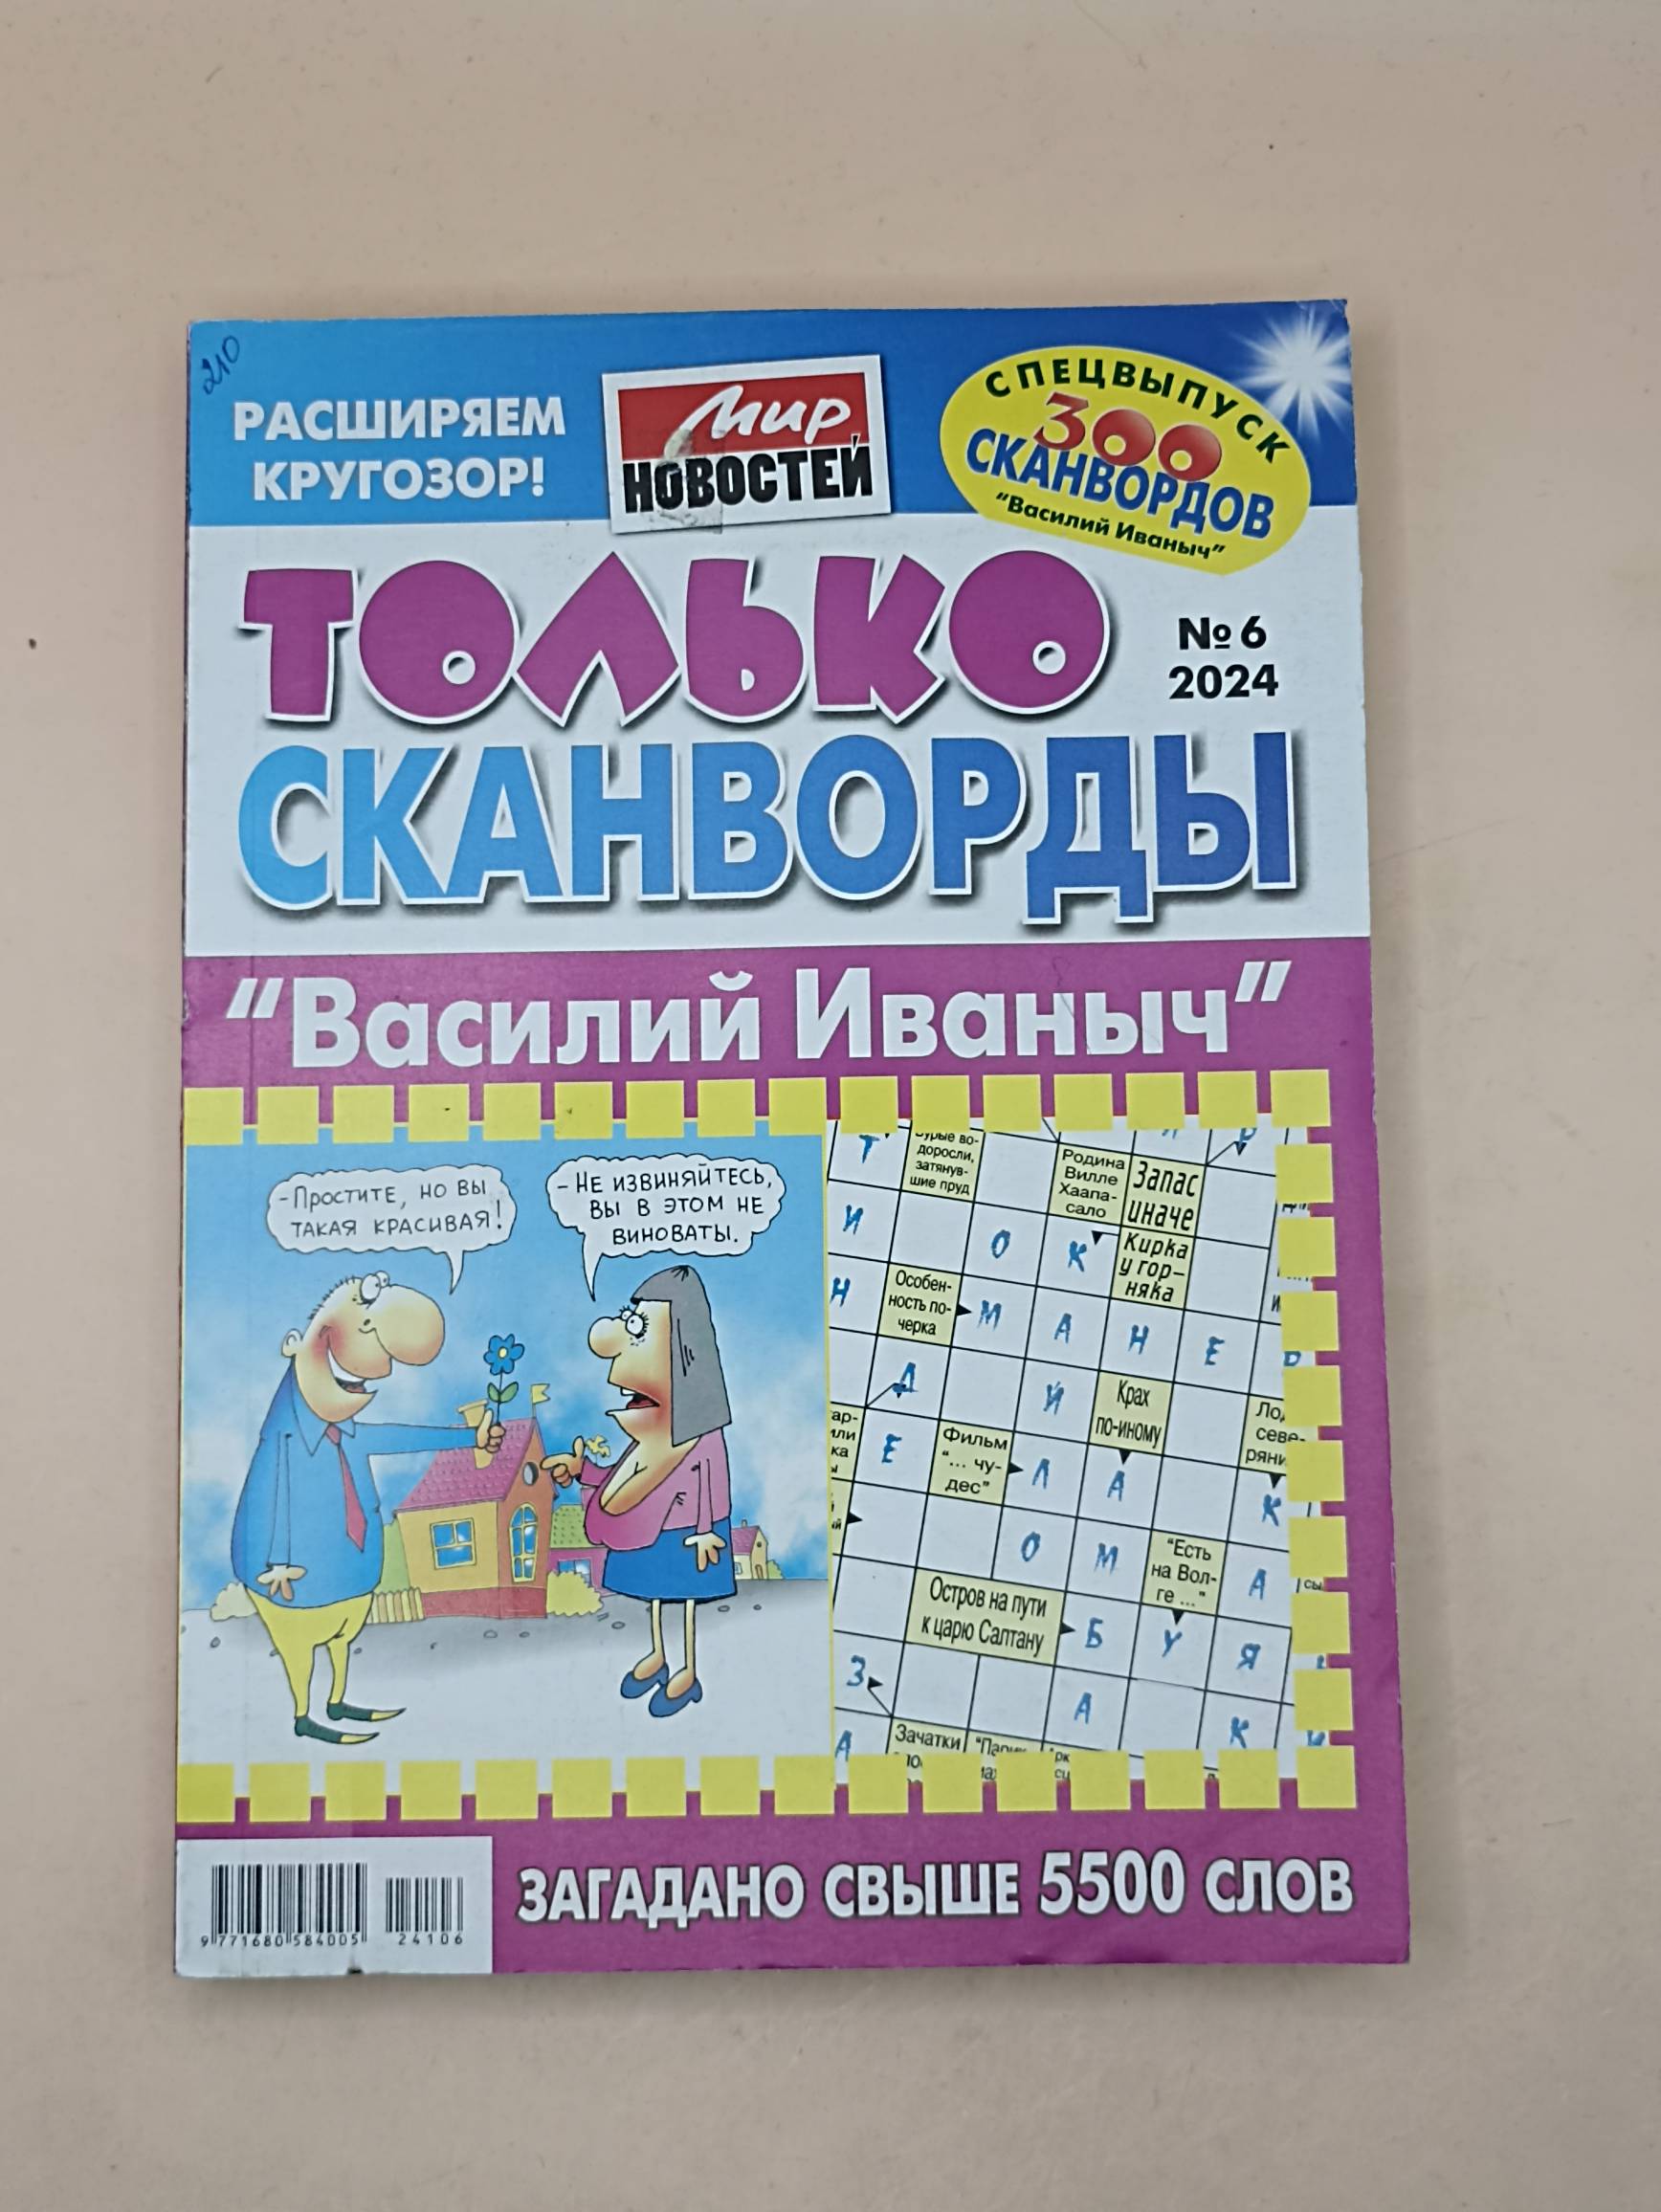 210
РАСШИРЯЕМ
КРУГОЗОР!
Мир
НОВОСТЕЙ
СПЕЦВЫПУСК
300
СКАНВОРДОВ
"Василий Иваныч"
ТОЛЬКО
№ 6
2024
СКАНВОРДЫ
"Василий Иваныч"
-ПРОСТИТЕ, НО ВЫ
ТАКАЯ КРАСИВАЯ!
-НЕ ИЗВИНЯЙТЕСЬ,
ВЫ В ЭТОМ НЕ
ВИНОВАТЫ.
Т
во-
доросли,
затянув-
шие пруд
Родина
Вилле
Хаапа-
сало
Запас
иначе
И
О
К
Кирка
у гор-
няка
Н
Особен-
ность по-
черка
М
А
Н
Е
Р
Д
Й
Крах
по-иному
севе-
Е
Фильм
"... чу-
дес"
Л
А
К
О
М
"Есть
на Вол-
ге ..."
А
Остров на пути
к царю Салтану
Б
У
Я
З
А
К
А
Зачатки
И
9 771680 584005
24106
ЗАГАДАНО СВЫШЕ 5500 СЛОВ